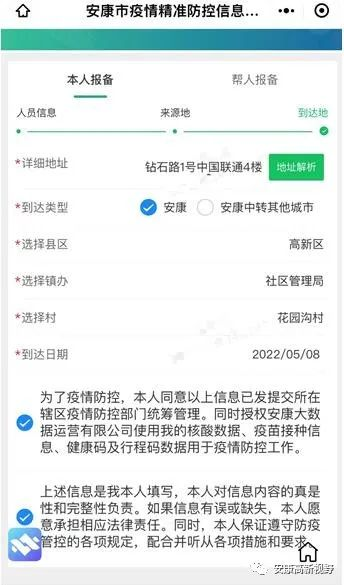 安康市疫情精准防控信息...
本人报备
帮人报备
人员信息
来源地
到达地
*详细地址
钻石路1号中国联通4楼
地址解析
*到达类型
安康
安康中转其他城市
*选择县区
高新区
*选择镇办
社区管理局
*选择村
花园沟村
*到达日期
2022/05/08
为了疫情防控，本人同意以上信息已发提交所在
辖区疫情防控部门统筹管理。同时授权安康大数
据运营有限公司使用我的核酸数据、疫苗接种信
息、健康码及行程码数据用于疫情防控工作。
上述信息是我本人填写，本人对信息内容的真是
性和完整性负责。如果信息有误或缺失，本人愿
意承担相应法律责任。同时，本人保证遵守防疫
管控的各项规定，配合并听从各项措施和要求。
安康高新视野